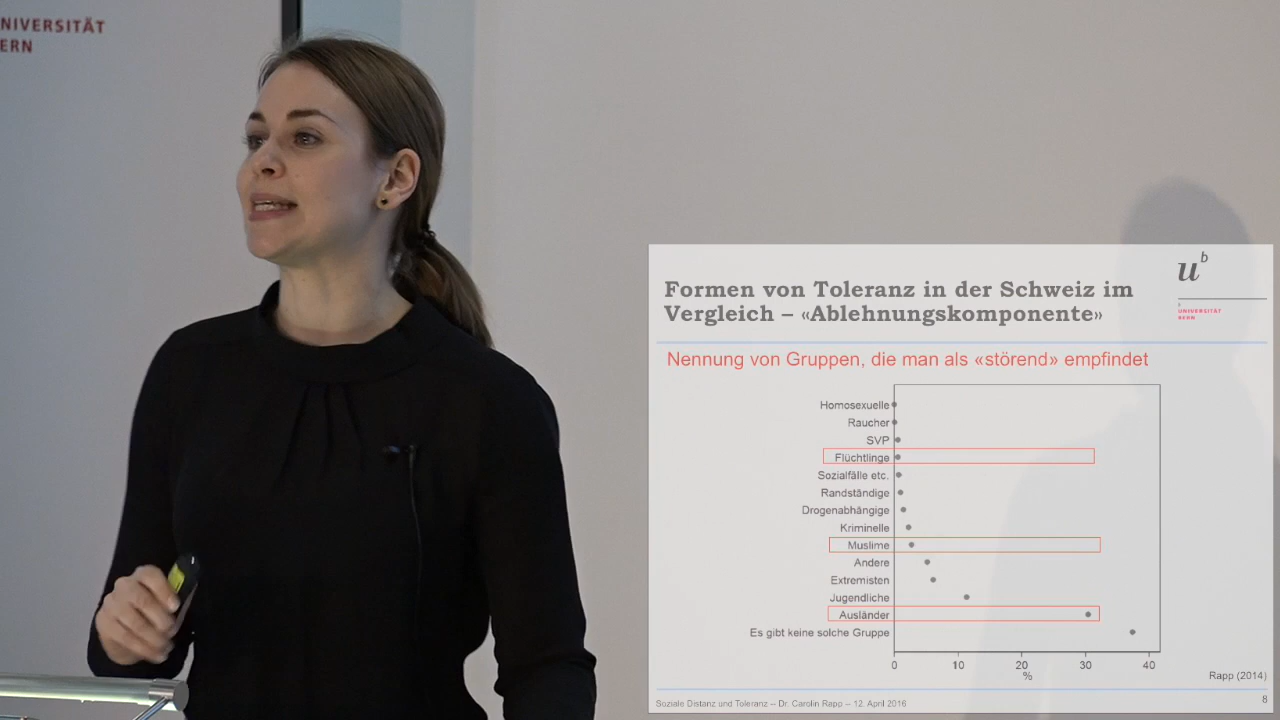 NIVERSITÄT
ERN
Formen von Toleranz in der Schweiz im
Vergleich – «Ablehnungskomponente»
u b
b
UNIVERSITÄT
BERN
Nennung von Gruppen, die man als «störend» empfindet
Homosexuelle
Raucher
SVP
Flüchtlinge
Sozialfälle etc.
Randständige
Drogenabhängige
Kriminelle
Muslime
Andere
Extremisten
Jugendliche
Ausländer
Es gibt keine solche Gruppe
0 10 20 30 40
%
Rapp (2014)
Soziale Distanz und Toleranz – Dr. Carolin Rapp – 12. April 2016
8